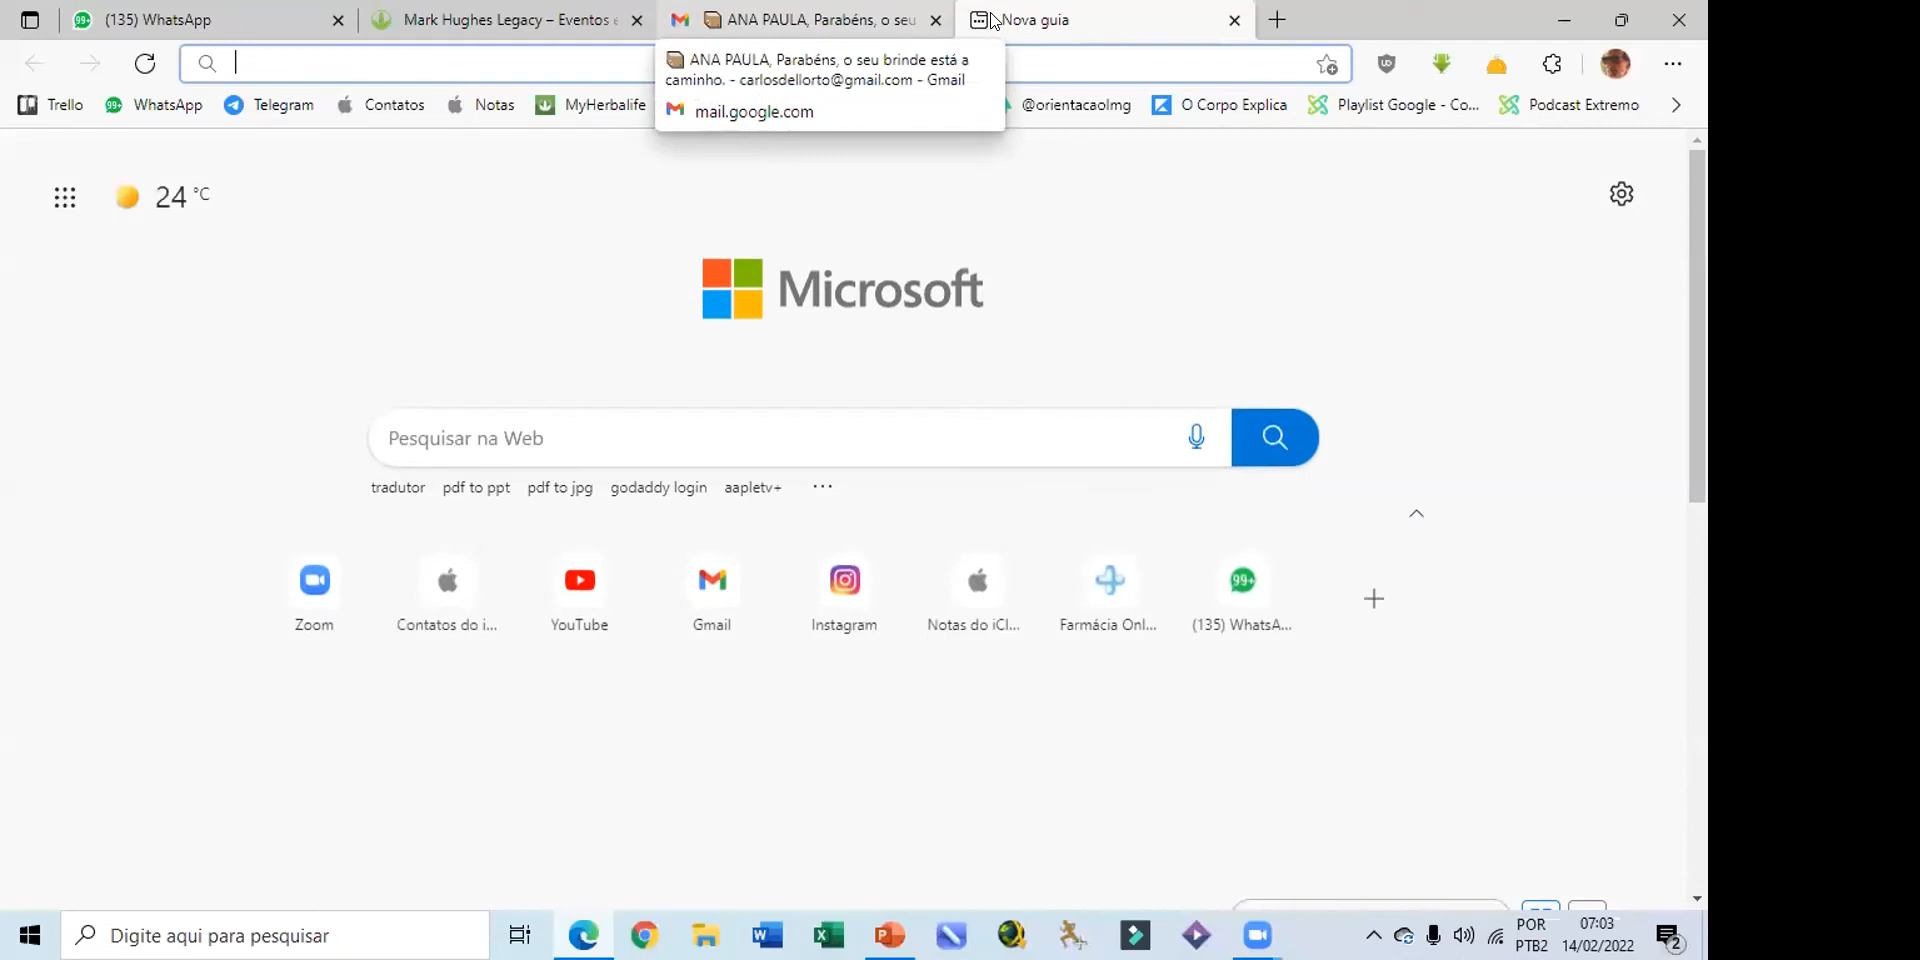 (135) WhatsApp
Mark Hughes Legacy – Eventos e
ANA PAULA, Parabéns, o seu
Nova guia
ANA PAULA, Parabéns, o seu brinde está a
caminho. - carlosdellorto@gmail.com - Gmail
mail.google.com
Trello
99+ WhatsApp
Telegram
Contatos
Notas
MyHerbalife
@orientacaolmg
O Corpo Explica
Playlist Google - Co...
Podcast Extremo
24 °C
Microsoft
Pesquisar na Web
tradutor
pdf to ppt
pdf to jpg
godaddy login
aapletv+
...
99+
Zoom
Contatos do i...
YouTube
Gmail
Instagram
Notas do iCl...
Farmácia Onl...
(135) WhatsA...
Digite aqui para pesquisar
POR
PTB2
07:03
14/02/2022
2